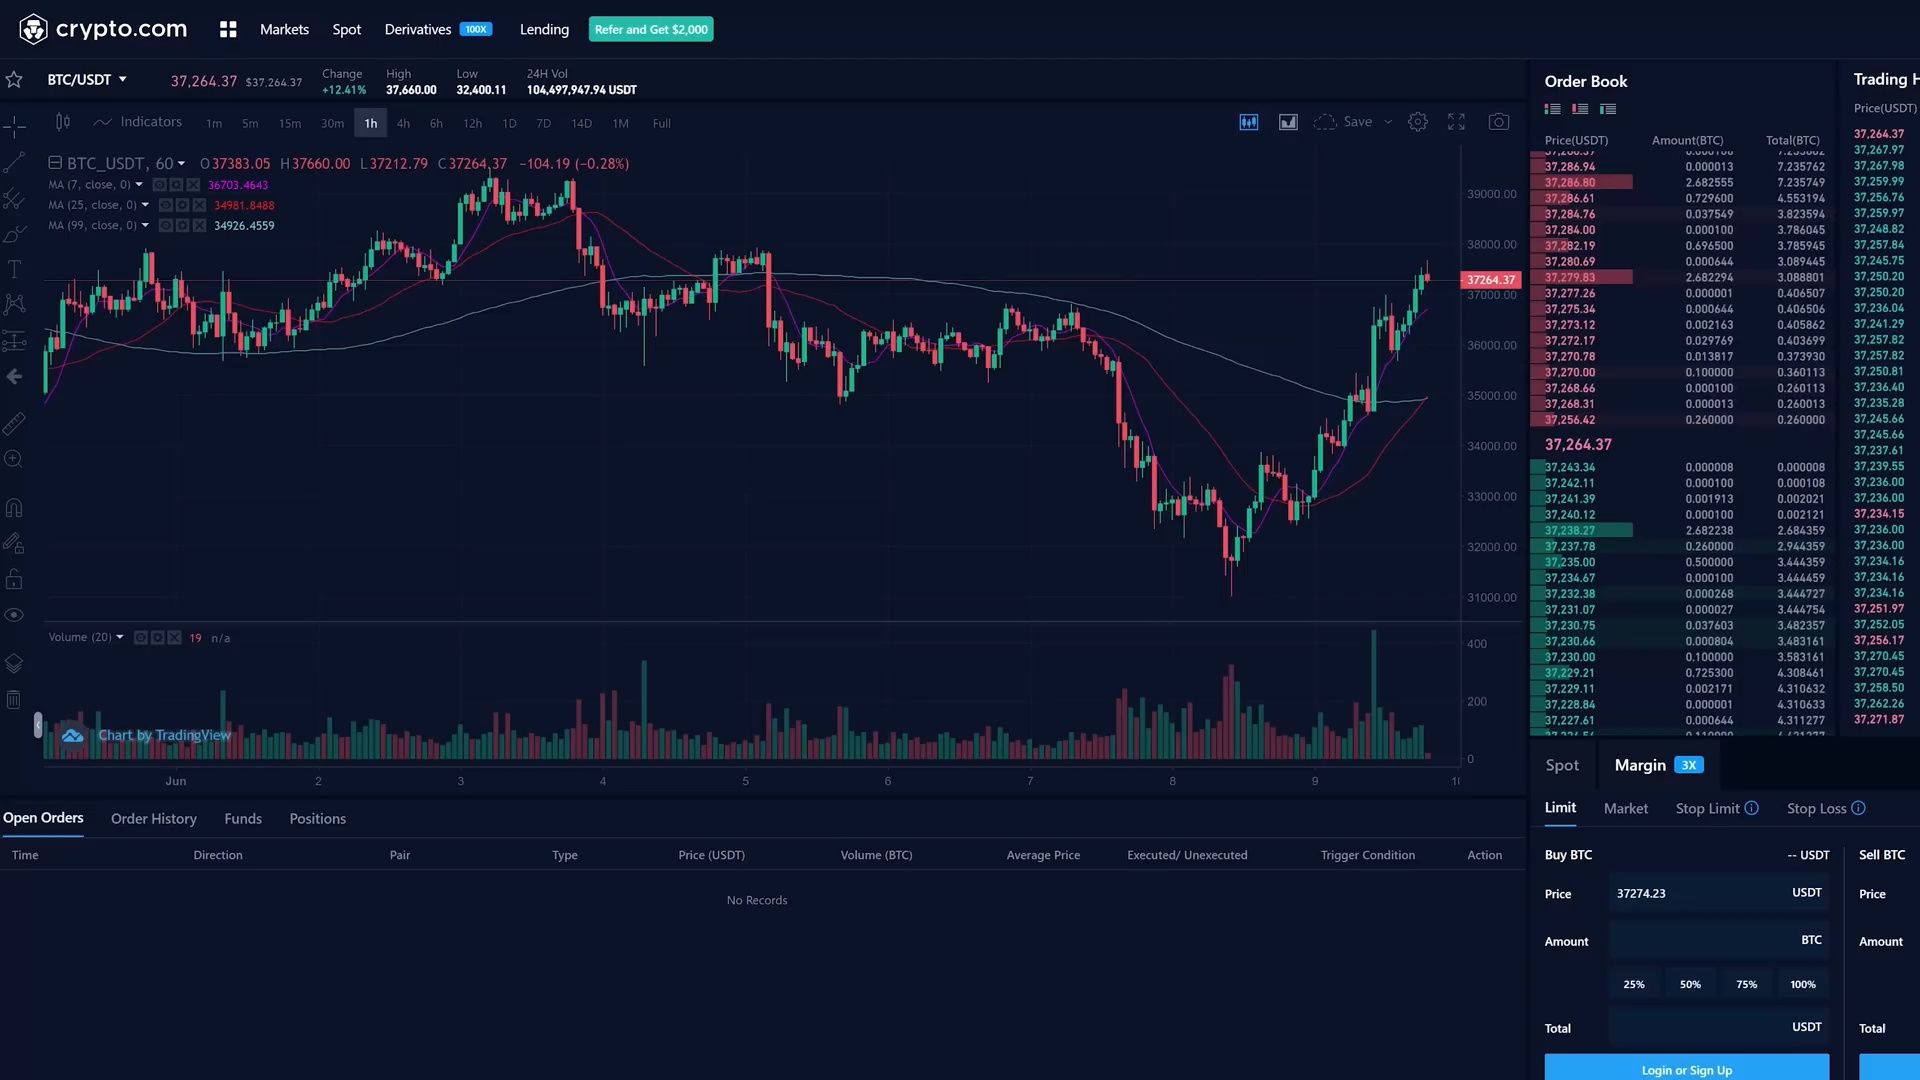 crypto.com
Markets
Spot
Derivatives 100X
Lending
Refer and Get $2,000
BTC/USDT
37,264.37 $37,264.37
Change
+12.41%
High
37,660.00
Low
32,400.11
24H Vol
104,497,947.94 USDT
Indicators
1m 5m 15m 30m 1h 4h 6h 12h 1D 7D 14D 1M Full
Save
BTC_USDT, 60 O37383.05 H37660.00 L37212.79 C37264.37 −104.19 (−0.28%)
MA (7, close, 0) 36703.4643
MA (25, close, 0) 34981.8488
MA (99, close, 0) 34926.4559
39000.00
38000.00
37264.37
37000.00
36000.00
35000.00
34000.00
33000.00
32000.00
31000.00
Volume (20) 19 n/a
400
200
0
Chart by TradingView
Jun 2 3 4 5 6 7 8 9 10
Open Orders
Order History
Funds
Positions
Time Direction Pair Type Price (USDT) Volume (BTC) Average Price Executed/ Unexecuted Trigger Condition Action
No Records
Order Book
Price(USDT) Amount(BTC) Total(BTC)
37,286.94 0.000013 7.235762
37,286.80 2.682555 7.235749
37,286.61 0.729600 4.553194
37,284.76 0.037549 3.823594
37,284.00 0.000100 3.786045
37,282.19 0.696500 3.785945
37,280.69 0.000644 3.089445
37,279.83 2.682294 3.088801
37,277.26 0.000001 0.406507
37,275.34 0.000644 0.406506
37,273.12 0.002163 0.405862
37,272.17 0.029769 0.403699
37,270.78 0.013817 0.373930
37,270.00 0.100000 0.360113
37,268.66 0.000100 0.260113
37,268.31 0.000013 0.260013
37,256.42 0.260000 0.260000
37,264.37
37,243.34 0.000008 0.000008
37,242.11 0.000100 0.000108
37,241.39 0.001913 0.002021
37,240.12 0.000100 0.002121
37,238.27 2.682238 2.684359
37,237.78 0.260000 2.944359
37,235.00 0.500000 3.444359
37,234.67 0.000100 3.444459
37,232.38 0.000268 3.444727
37,231.07 0.000027 3.444754
37,230.75 0.037603 3.482357
37,230.66 0.000804 3.483161
37,230.00 0.100000 3.583161
37,229.21 0.725300 4.308461
37,229.11 0.002171 4.310632
37,228.84 0.000001 4.310633
37,227.61 0.000644 4.311277
Trading H
Price(USDT)
37,264.37
37,267.97
37,267.98
37,259.99
37,256.76
37,259.97
37,248.82
37,257.84
37,245.75
37,250.20
37,250.20
37,236.04
37,241.29
37,257.82
37,257.82
37,250.81
37,236.40
37,235.28
37,245.66
37,245.66
37,237.61
37,239.55
37,236.00
37,236.00
37,234.15
37,236.00
37,236.00
37,234.16
37,234.16
37,234.16
37,251.97
37,252.05
37,256.17
37,270.45
37,270.45
37,258.50
37,262.26
37,271.87
Spot
Margin 3X
Limit
Market
Stop Limit
Stop Loss
Buy BTC -- USDT
Price 37274.23 USDT
Amount BTC
25% 50% 75% 100%
Total USDT
Login or Sign Up
Sell BTC
Price
Amount
Total